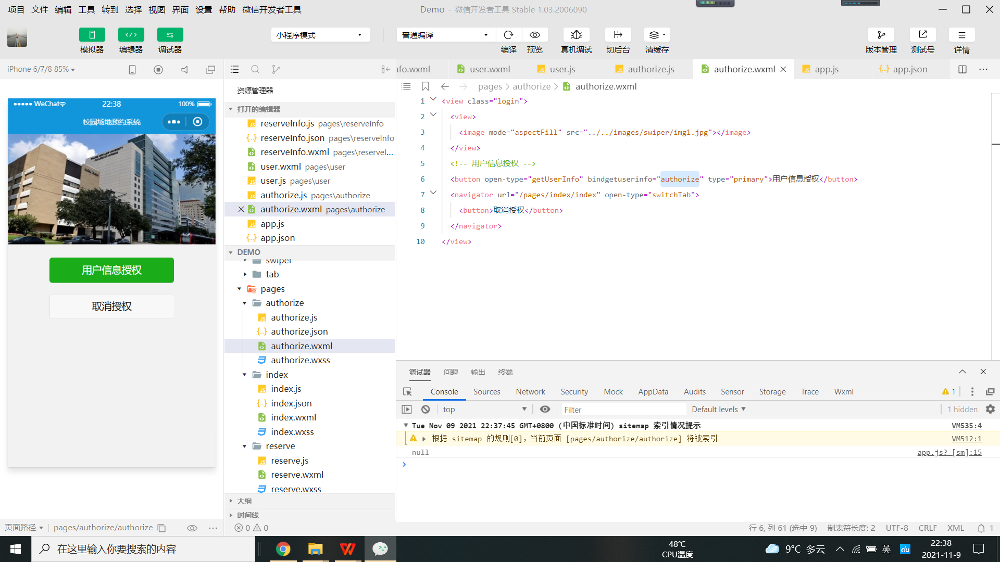 项目 文件 编辑 工具 转到 选择 视图 界面 设置 帮助 微信开发者工具
Demo - 微信开发者工具 Stable 1.03.2006090
模拟器 编辑器 调试器
小程序模式
普通编译
编译 预览 真机调试 切后台 清缓存
版本管理 测试号 详情
iPhone 6/7/8 85%
WeChat 22:38 100%
校园场地预约系统
用户信息授权
取消授权
页面路径 pages/authorize/authorize
资源管理器
打开的编辑器
reserveInfo.js pages\reserveInfo
reserveInfo.json pages\reserveInfo
reserveInfo.wxml pages\reserveI...
user.wxml pages\user
user.js pages\user
authorize.js pages\authorize
authorize.wxml pages\authorize
app.js
app.json
DEMO
swiper
tab
pages
authorize
authorize.js
authorize.json
authorize.wxml
authorize.wxss
index
index.js
index.json
index.wxml
index.wxss
reserve
reserve.js
reserve.wxml
reserve.wxss
大纲
时间线
0 0
nfo.wxml user.wxml user.js authorize.js authorize.wxml app.js app.json
pages > authorize > authorize.wxml
1 <view class="login">
2 <view>
3 <image mode="aspectFill" src="../../images/swiper/img1.jpg"></image>
4 </view>
5 <!-- 用户信息授权 -->
6 <button open-type="getUserInfo" bindgetuserinfo="authorize" type="primary">用户信息授权</button>
7 <navigator url="/pages/index/index" open-type="switchTab">
8 <button>取消授权</button>
9 </navigator>
10 </view>
调试器 问题 输出 终端
Console Sources Network Security Mock AppData Audits Sensor Storage Trace Wxml 1
top Filter Default levels 1 hidden
Tue Nov 09 2021 22:37:45 GMT+0800 (中国标准时间) sitemap 索引情况提示 VM535:4
根据 sitemap 的规则[0]，当前页面 [pages/authorize/authorize] 将被索引 VM512:1
null app.js? [sm]:15
行 6, 列 61 (选中 9) 制表符长度: 2 UTF-8 CRLF XML 1
在这里输入你要搜索的内容
48℃
CPU温度
9°C 多云 英 du
22:38
2021-11-9